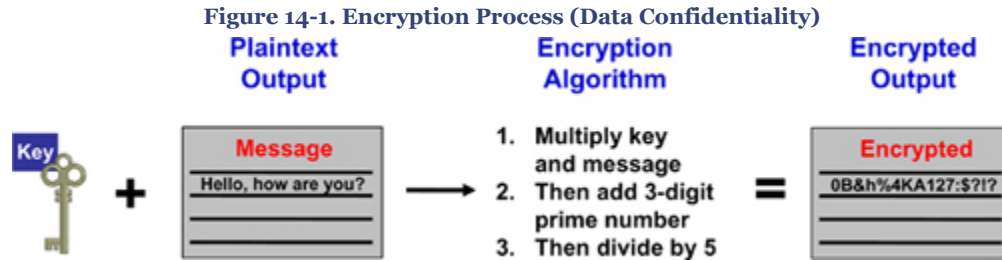 Figure 14-1. Encryption Process (Data Confidentiality)
Plaintext
Output
Encryption
Algorithm
Encrypted
Output
Key
+
Message
Hello, how are you?
1. Multiply key
and message
2. Then add 3-digit
prime number
3. Then divide by 5
=
Encrypted
0B&h%4KA127:$?!?